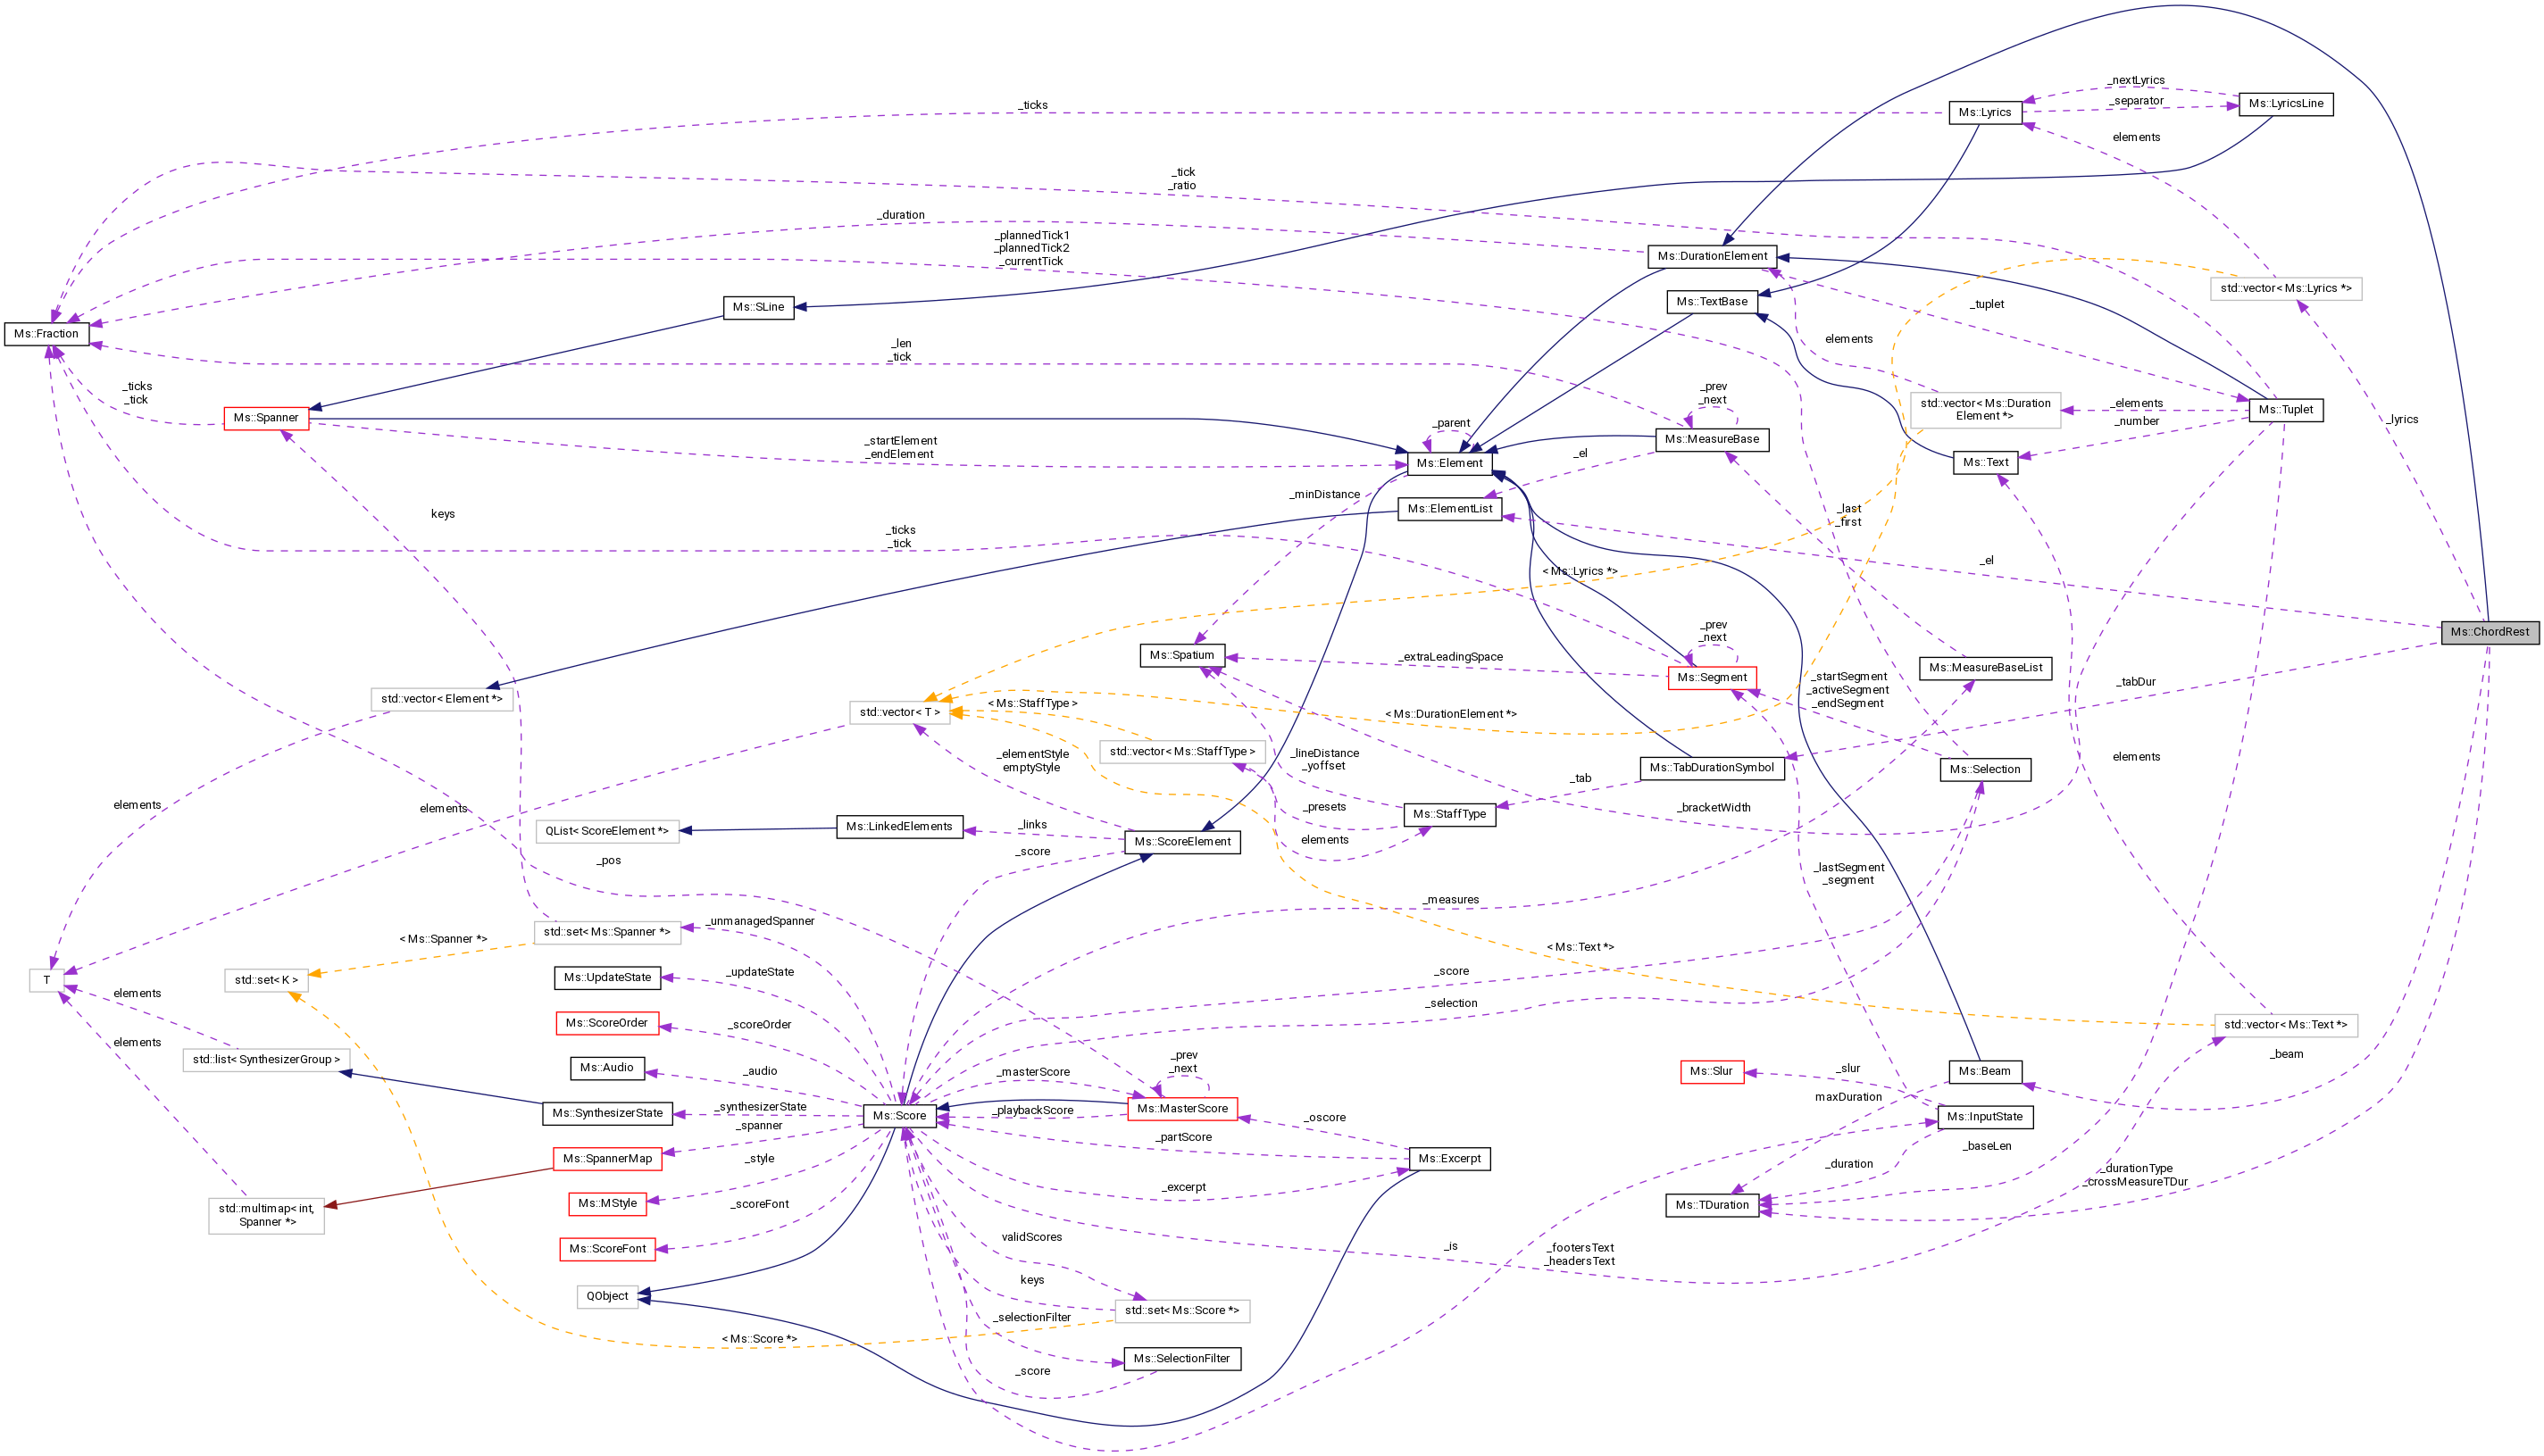 _nextLyrics
_separator
Ms::LyricsLine
_ticks
Ms::Lyrics
elements
_tick
_ratio
_duration
_plannedTick1
_plannedTick2
_currentTick
Ms::DurationElement
std::vector< Ms::Lyrics *>
Ms::SLine
Ms::TextBase
_tuplet
Ms::Fraction
_len
_tick
elements
_ticks
_tick
_prev
_next
std::vector< Ms::Duration
Element *>
_elements
Ms::Tuplet
_lyrics
Ms::Spanner
_parent
_number
_startElement
_endElement
Ms::MeasureBase
_el
Ms::Element
Ms::Text
_minDistance
keys
Ms::ElementList
_last
_first
_ticks
_tick
_el
< Ms::Lyrics *>
elements
_prev
_next
Ms::ChordRest
Ms::Spatium
_extraLeadingSpace
Ms::Segment
Ms::MeasureBaseList
_startSegment
_activeSegment
_endSegment
_tabDur
std::vector< Element *>
std::vector< T >
< Ms::StaffType >
< Ms::DurationElement *>
std::vector< Ms::StaffType >
_elementStyle
emptyStyle
_lineDistance
_yoffset
_tab
Ms::TabDurationSymbol
Ms::Selection
elements
elements
_presets
_bracketWidth
Ms::StaffType
elements
QList< ScoreElement *>
Ms::LinkedElements
_links
Ms::ScoreElement
_score
_pos
_lastSegment
_segment
_measures
_unmanagedSpanner
std::set< Ms::Spanner *>
< Ms::Spanner *>
< Ms::Text *>
T
std::set< K >
Ms::UpdateState
_updateState
_score
elements
_selection
Ms::ScoreOrder
_scoreOrder
std::vector< Ms::Text *>
elements
std::list< SynthesizerGroup >
Ms::Audio
_audio
_masterScore
_prev
_next
Ms::Slur
_slur
Ms::Beam
_beam
maxDuration
Ms::SynthesizerState
_synthesizerState
Ms::Score
_playbackScore
Ms::MasterScore
_oscore
Ms::InputState
_spanner
_partScore
Ms::SpannerMap
_style
Ms::Excerpt
_duration
_baseLen
_durationType
_crossMeasureTDur
_excerpt
std::multimap< int,
Spanner *>
Ms::MStyle
_scoreFont
Ms::TDuration
Ms::ScoreFont
validScores
_is
_footersText
_headersText
keys
QObject
std::set< Ms::Score *>
_selectionFilter
< Ms::Score *>
Ms::SelectionFilter
_score